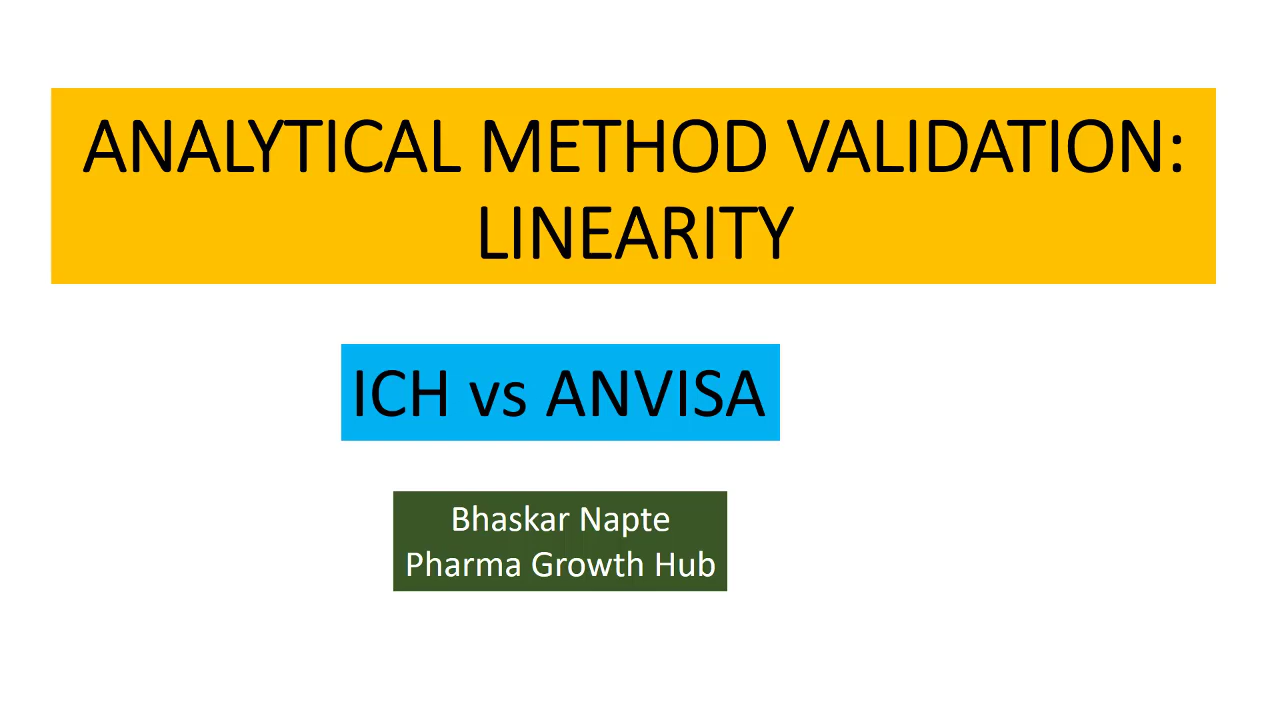 ANALYTICAL METHOD VALIDATION:
LINEARITY
ICH vs ANVISA
Bhaskar Napte
Pharma Growth Hub